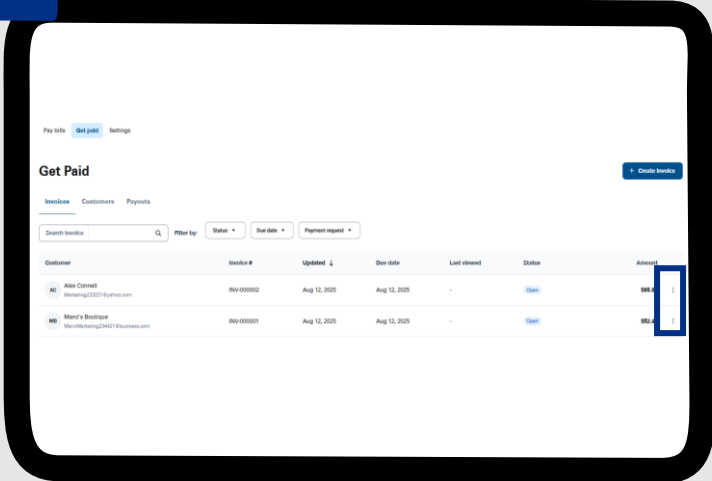 Pay bills Get paid Settings
Get Paid
+ Create Invoice
Invoices Customers Payouts
Search Invoice Filter by: Status Due date Payment request
Customer Invoice # Updated ↓ Due date Last viewed Status Amount
AC Alex Connell INV-000002 Aug 12, 2025 Aug 12, 2025 - Open
MB Marci's Boutique INV-000001 Aug 12, 2025 Aug 12, 2025 - Open